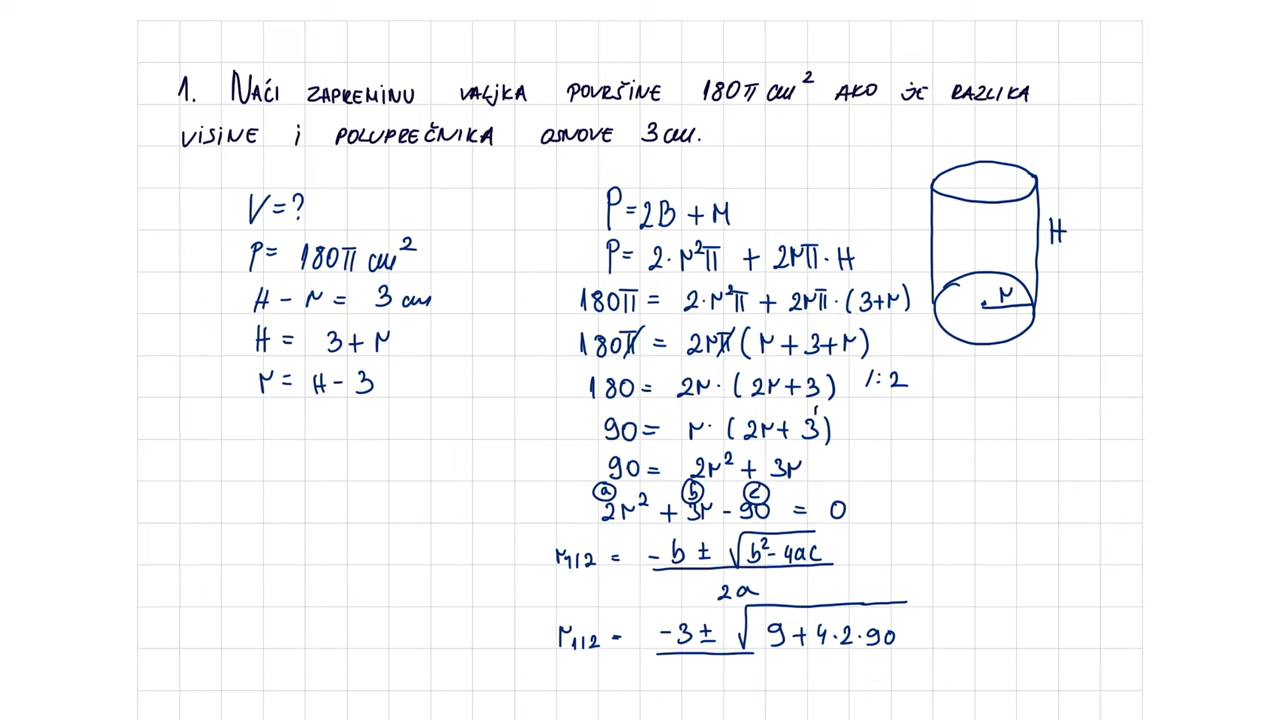 1. NAĆI ZAPREMINU VALJKA POVRŠINE 180π cm² AKO JE RAZLIKA
VISINE I POLUPREČNIKA OSNOVE 3 cm.
V = ?
P = 180π cm²
H - r = 3 cm
H = 3 + r
r = H - 3
P = 2B + M
P = 2·r²π + 2rπ·H
180π = 2·r²π + 2rπ·(3+r)
180π = 2rπ(r + 3 + r)
180 = 2r·(2r+3) /:2
90 = r·(2r+3)
90 = 2r² + 3r
a b c
2r² + 3r - 90 = 0
r1/2 = -b ± √b²-4ac
2a
r1/2 = -3 ± √9+4·2·90
H
r